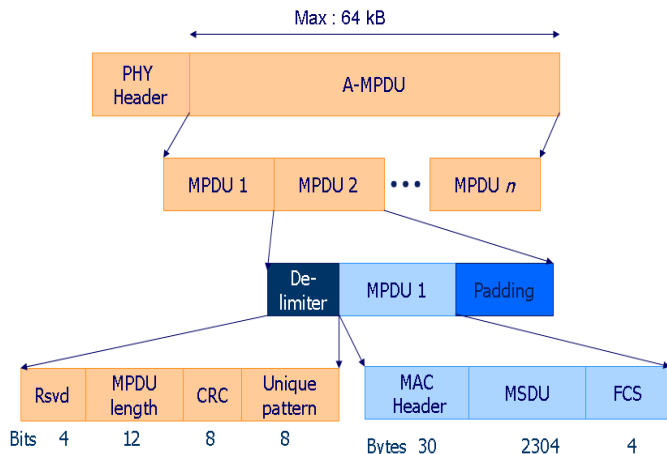 Max : 64 kB
PHY
Header
A-MPDU
MPDU 1
MPDU 2
•••
MPDU n
De-
limiter
MPDU 1
Padding
Rsvd
MPDU
length
CRC
Unique
pattern
MAC
Header
MSDU
FCS
Bits 4 12 8 8
Bytes 30 2304 4